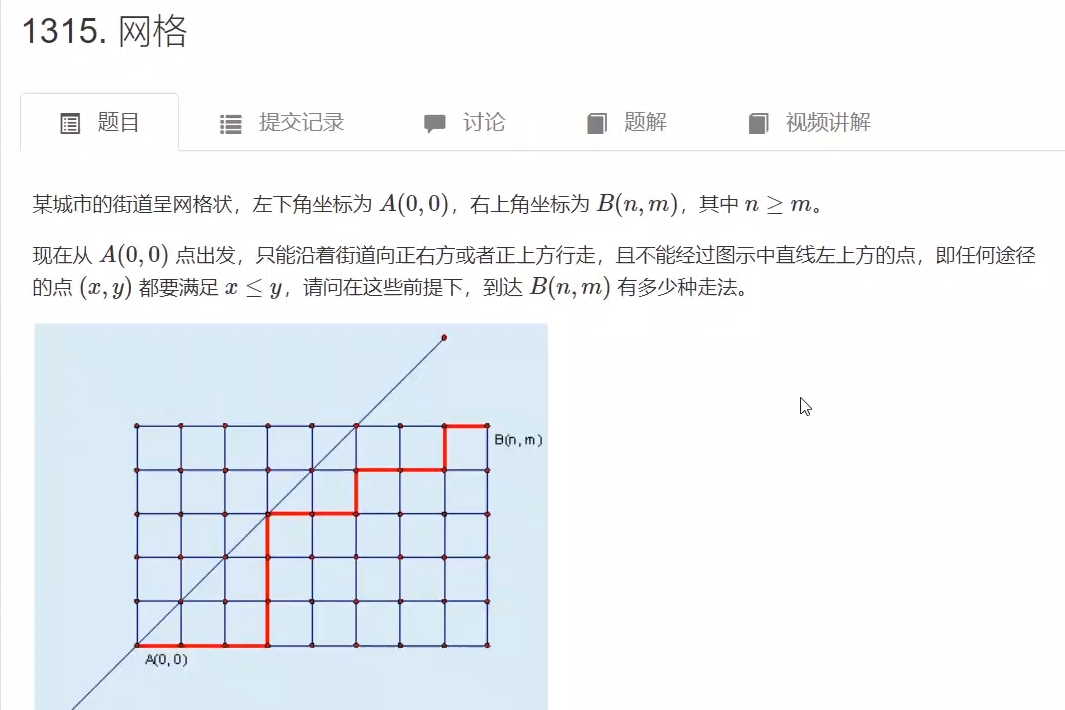 1315. 网格
题目 提交记录 讨论 题解 视频讲解
某城市的街道呈网格状，左下角坐标为 A(0, 0)，右上角坐标为 B(n, m)，其中 n ≥ m。
现在从 A(0, 0) 点出发，只能沿着街道向正右方或者正上方行走，且不能经过图示中直线左上方的点，即任何途径
的点 (x, y) 都要满足 x ≤ y，请问在这些前提下，到达 B(n, m) 有多少种走法。
B(n, m)
A(0, 0)